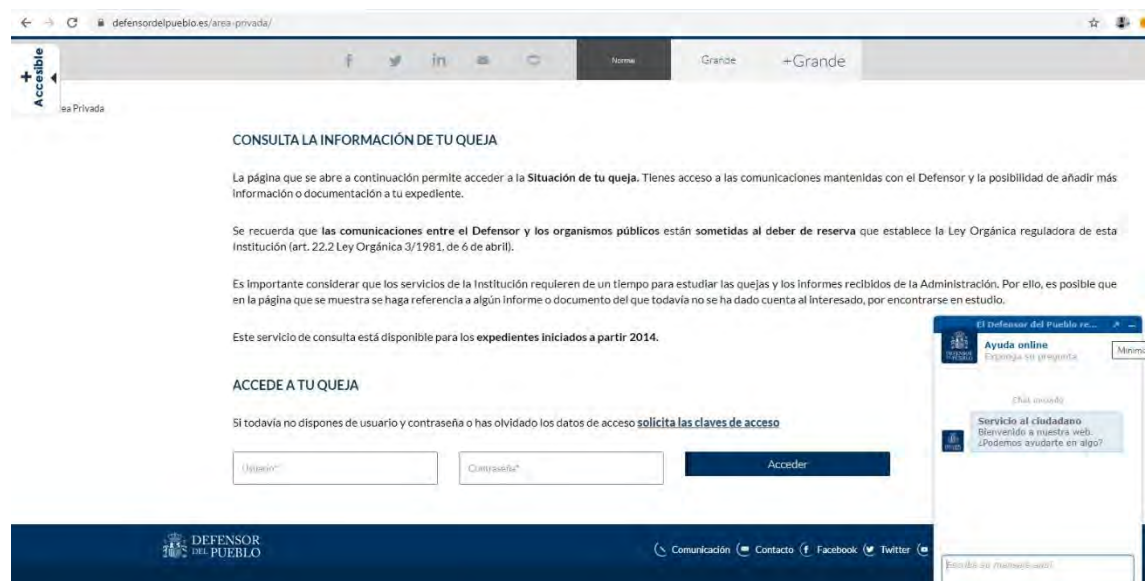 defensordelpueblo.es/area-privada/
+ Accesible
in
Normal
Grande
+Grande
ea Privada
CONSULTA LA INFORMACIÓN DE TU QUEJA
La página que se abre a continuación permite acceder a la Situación de tu queja. Tienes acceso a las comunicaciones mantenidas con el Defensor y la posibilidad de añadir más
información o documentación a tu expediente.
Se recuerda que las comunicaciones entre el Defensor y los organismos públicos están sometidas al deber de reserva que establece la Ley Orgánica reguladora de esta
Institución (art. 22.2 Ley Orgánica 3/1981, de 6 de abril).
Es importante considerar que los servicios de la Institución requieren de un tiempo para estudiar las quejas y los informes recibidos de la Administración. Por ello, es posible que
en la página que se muestra se haga referencia a algún informe o documento del que todavía no se ha dado cuenta al interesado, por encontrarse en estudio.
Este servicio de consulta está disponible para los expedientes iniciados a partir 2014.
ACCEDE A TU QUEJA
Si todavía no dispones de usuario y contraseña o has olvidado los datos de acceso solicita las claves de acceso
Usuario*
Contraseña*
Acceder
El Defensor del Pueblo re...
Ayuda online
Exponga su pregunta
Minimi
Chat iniciado
Servicio al ciudadano
Bienvenido a nuestra web.
¿Podemos ayudarte en algo?
DEFENSOR
DEL PUEBLO
Comunicación
Contacto
Facebook
Twitter